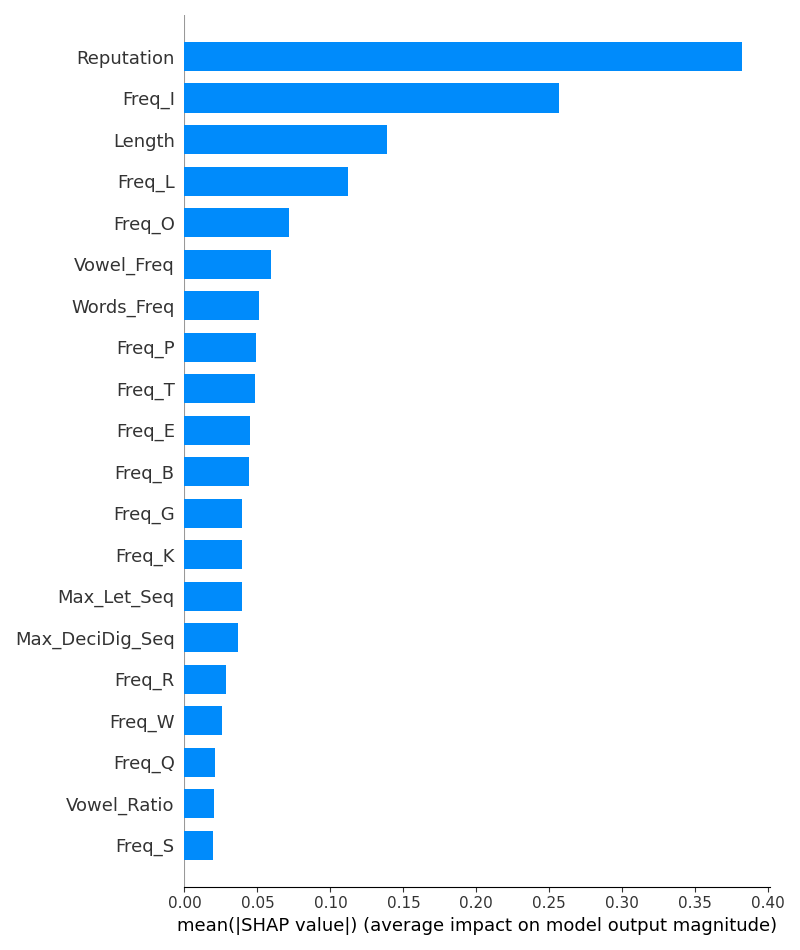 Reputation
Freq_I
Length
Freq_L
Freq_O
Vowel_Freq
Words_Freq
Freq_P
Freq_T
Freq_E
Freq_B
Freq_G
Freq_K
Max_Let_Seq
Max_DeciDig_Seq
Freq_R
Freq_W
Freq_Q
Vowel_Ratio
Freq_S
0.00 0.05 0.10 0.15 0.20 0.25 0.30 0.35 0.40
mean(|SHAP value|) (average impact on model output magnitude)